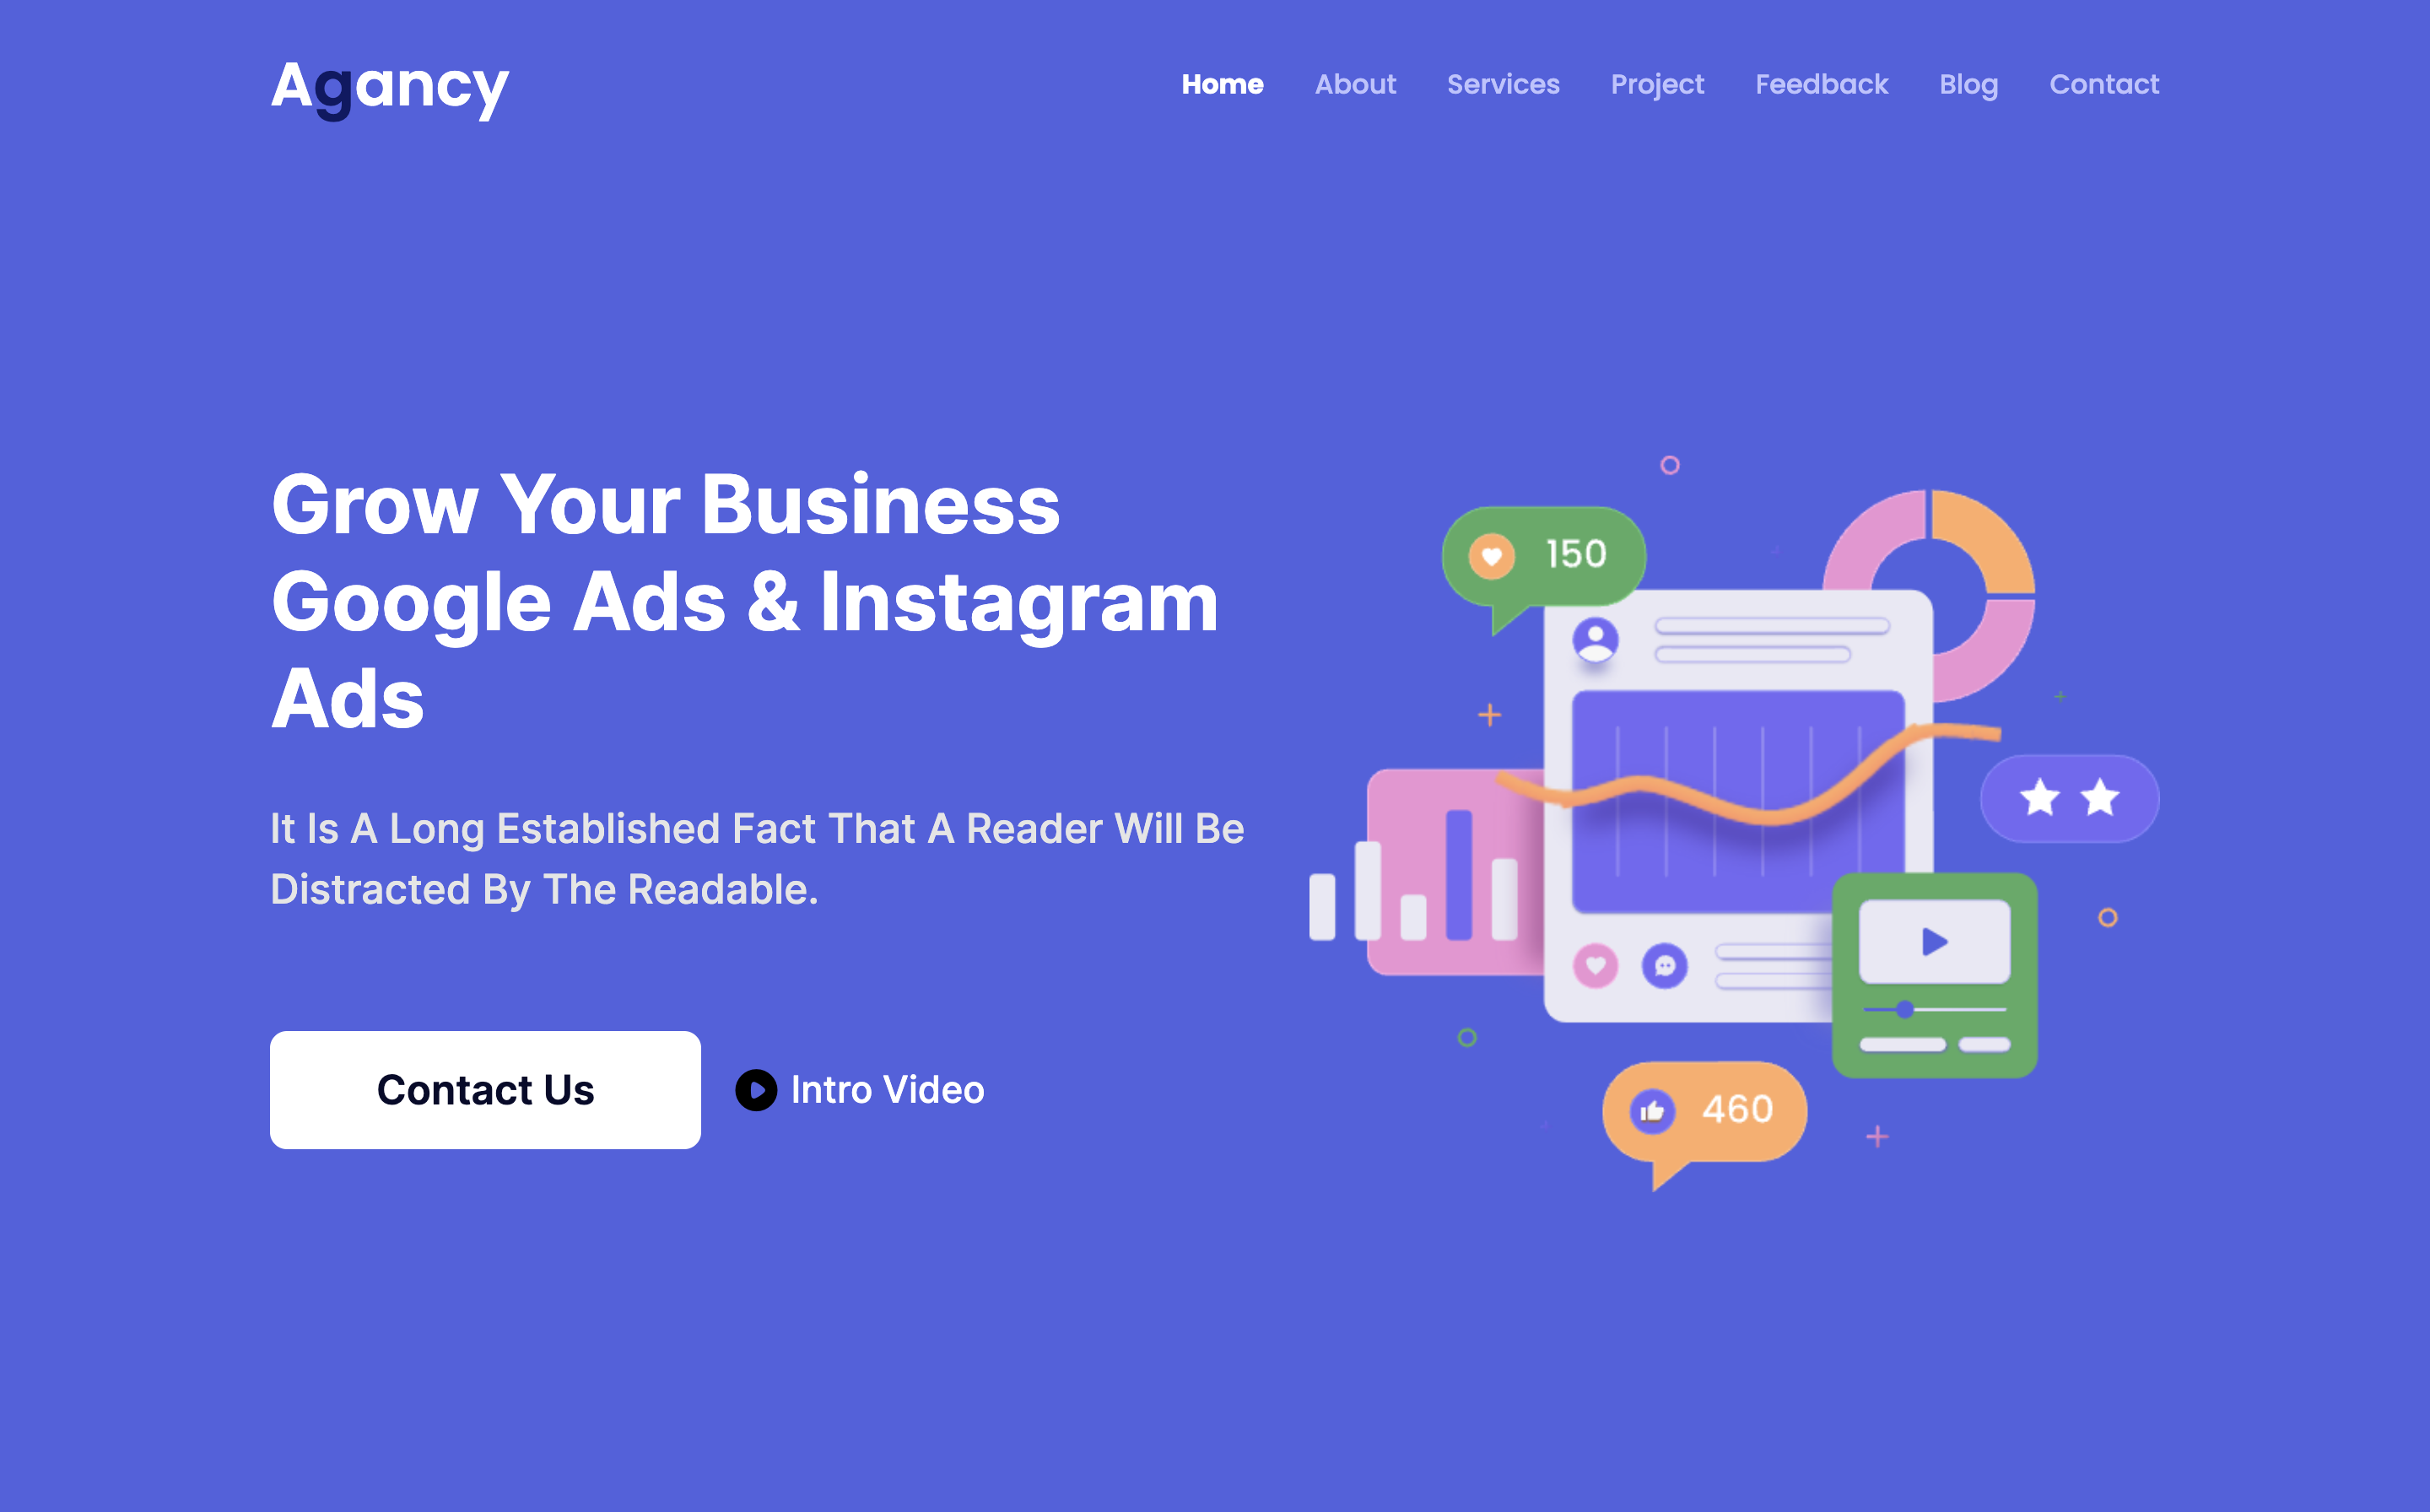 Agancy
Home About Services Project Feedback Blog Contact
Grow Your Business
Google Ads & Instagram
Ads
It Is A Long Established Fact That A Reader Will Be
Distracted By The Readable.
Contact Us
Intro Video
150
460